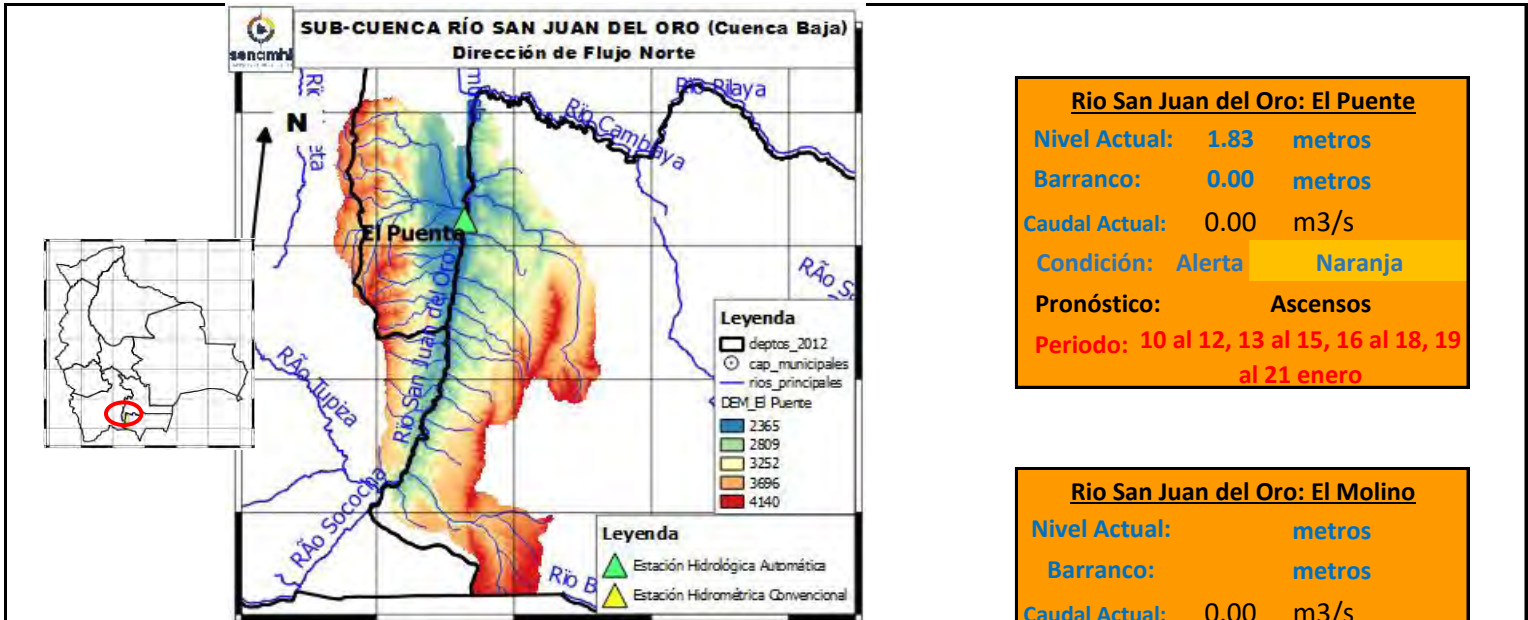 SUB-CUENCA RÍO SAN JUAN DEL ORO (Cuenca Baja)
Dirección de Flujo Norte
senamhi
N
Río Pilaya
Río Camblaya
El Puente
Río San Juan del Oro
RÃo Tupiza
RÃo Sococha
RÃo S
Río B
Leyenda
deptos_2012
cap_municipales
rios_principales
DEM_El Puente
2365
2809
3252
3696
4140
Leyenda
Estación Hidrológica Automática
Estación Hidrométrica Convencional
Rio San Juan del Oro: El Puente
Nivel Actual: 1.83 metros
Barranco: 0.00 metros
Caudal Actual: 0.00 m3/s
Condición: Alerta Naranja
Pronóstico: Ascensos
Periodo: 10 al 12, 13 al 15, 16 al 18, 19
al 21 enero
Rio San Juan del Oro: El Molino
Nivel Actual: metros
Barranco: metros
Caudal Actual: 0.00 m3/s